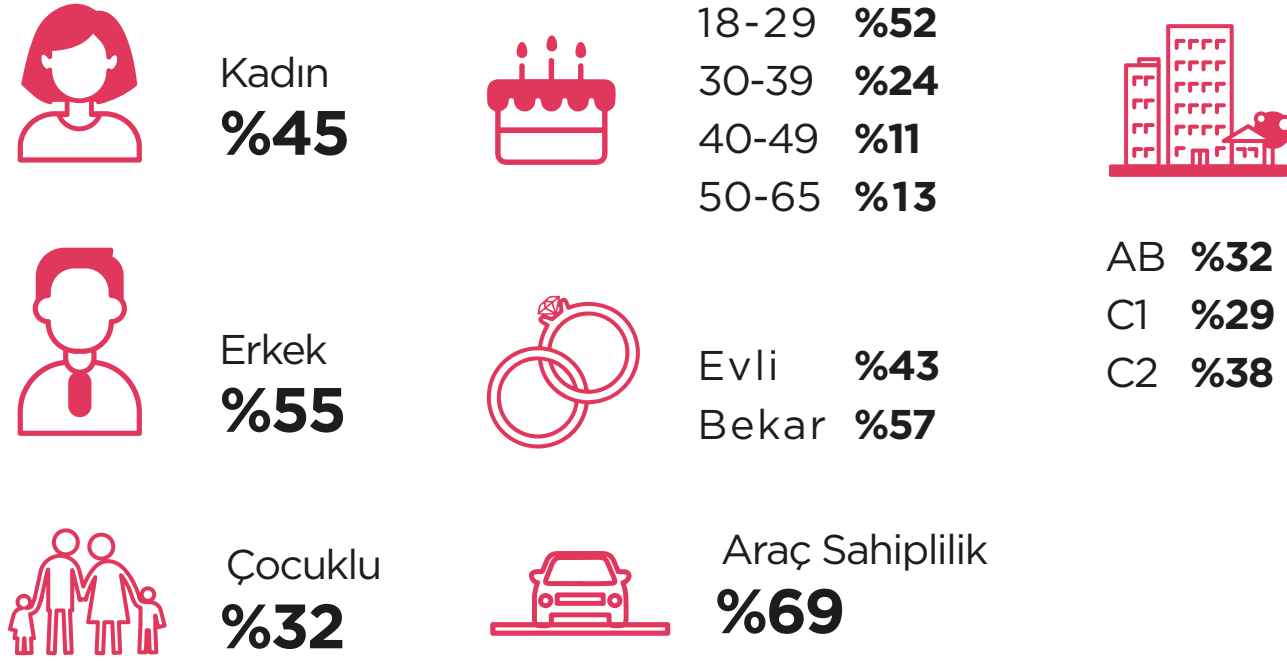 Kadın
%45
Erkek
%55
Çocuklu
%32
18-29 %52
30-39 %24
40-49 %11
50-65 %13
Evli %43
Bekar %57
Araç Sahiplilik
%69
AB %32
C1 %29
C2 %38